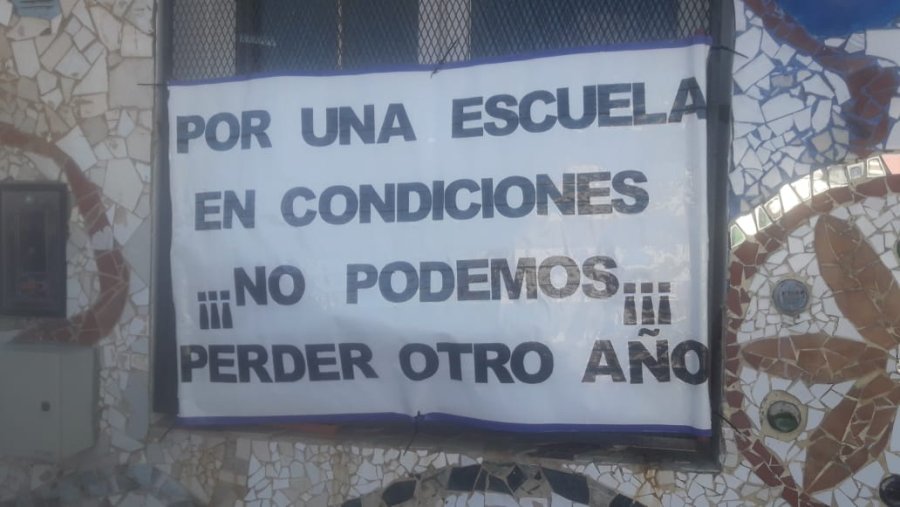 POR UNA ESCUELA
EN CONDICIONES
¡¡¡NO PODEMOS¡¡¡
PERDER OTRO AÑO